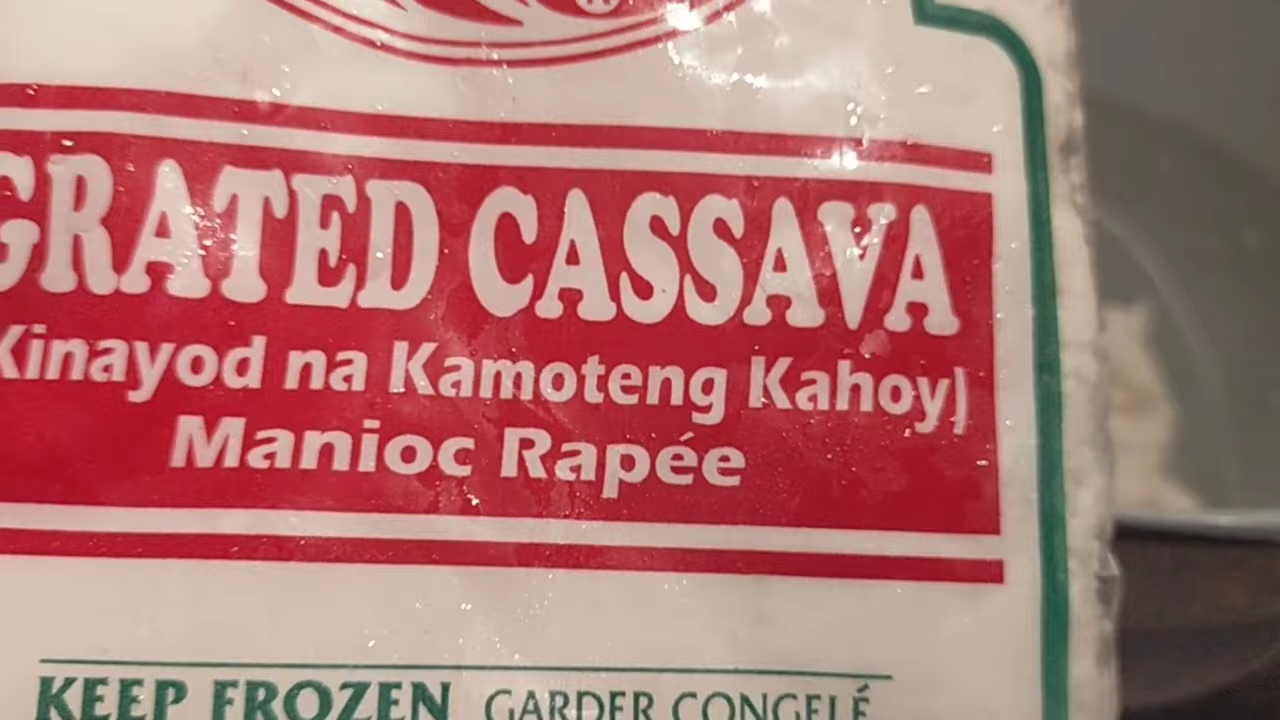 GRATED CASSAVA
Kinayod na Kamoteng Kahoy)
Manioc Rapée
KEEP FROZEN GARDER CONGELÉ